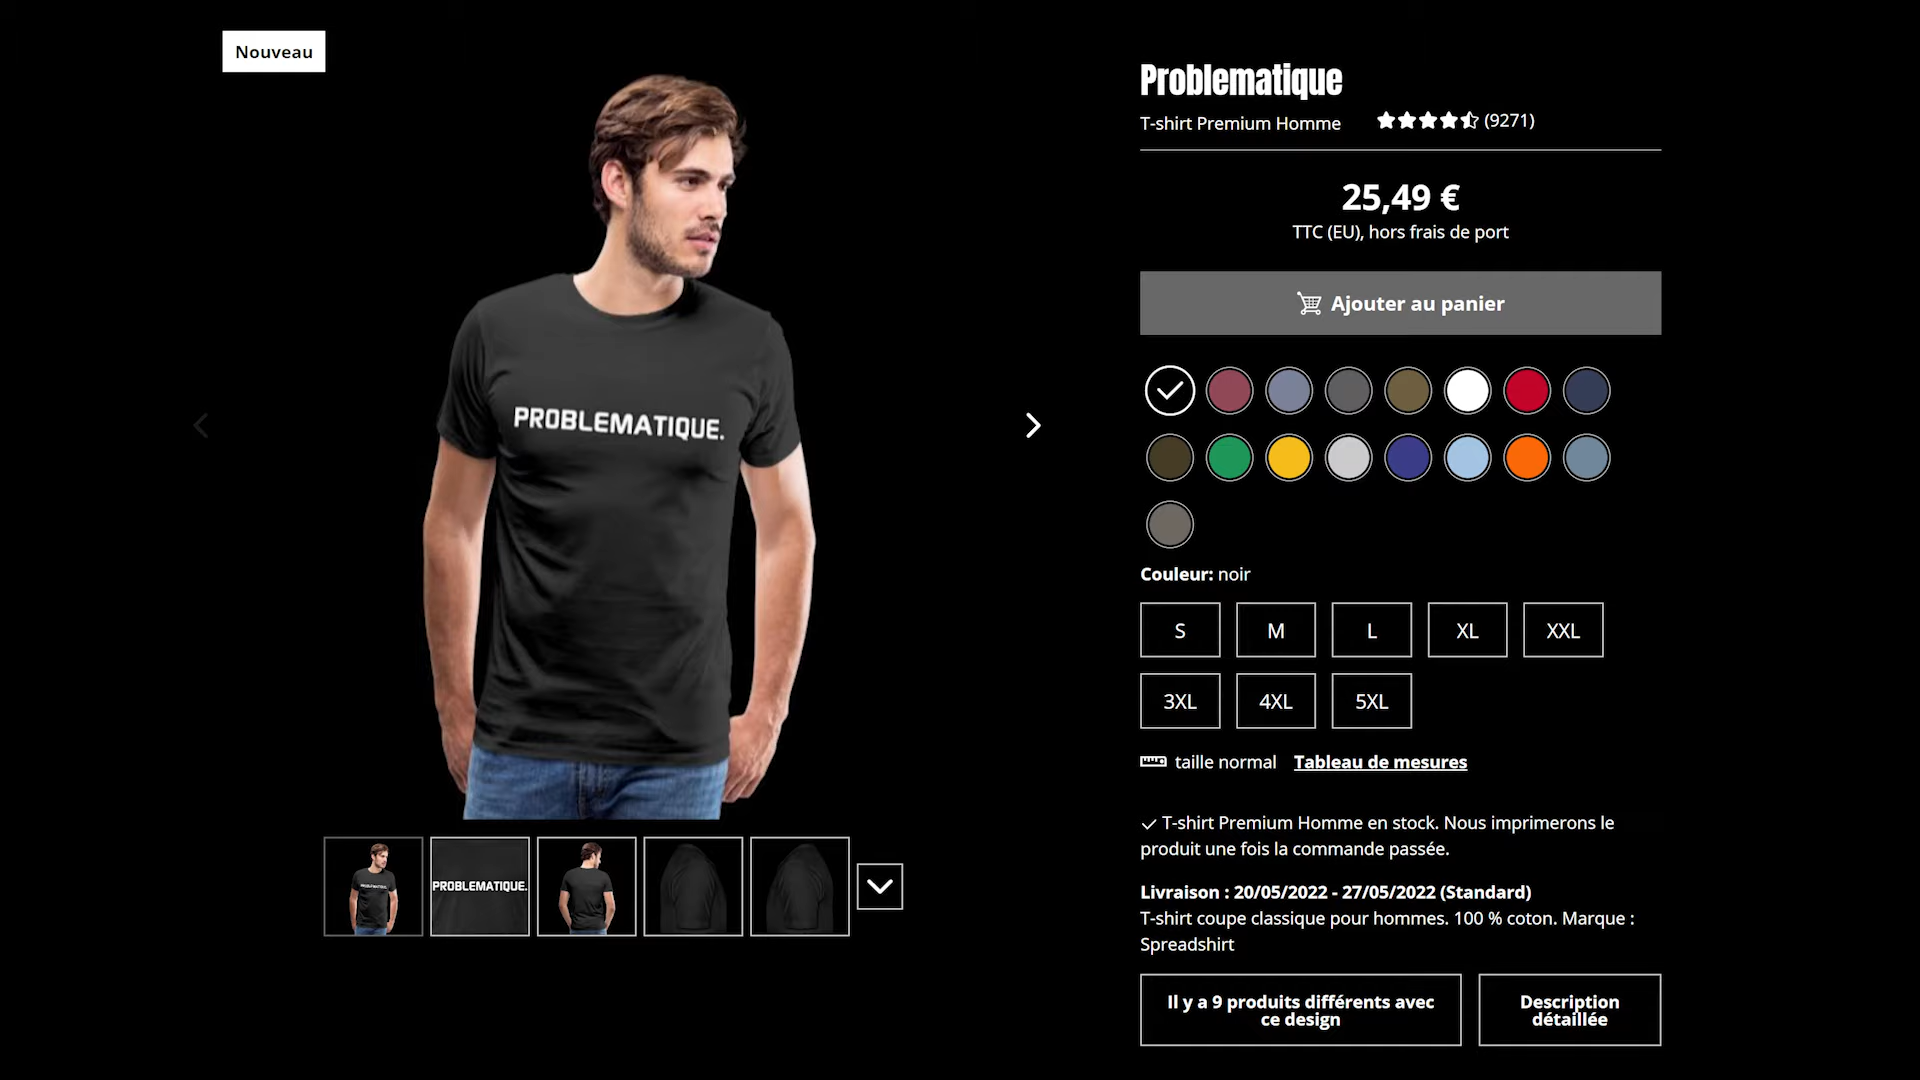 Nouveau
Problematique
T-shirt Premium Homme
(9271)
25,49 €
TTC (EU), hors frais de port
Ajouter au panier
PROBLEMATIQUE.
Couleur: noir
S
M
L
XL
XXL
3XL
4XL
5XL
taille normal
Tableau de mesures
T-shirt Premium Homme en stock. Nous imprimerons le
produit une fois la commande passée.
Livraison : 20/05/2022 - 27/05/2022 (Standard)
T-shirt coupe classique pour hommes. 100 % coton. Marque :
Spreadshirt
PROBLEMATIQUE.
PROBLEMATIQUE.
Il y a 9 produits différents avec
ce design
Description
détaillée